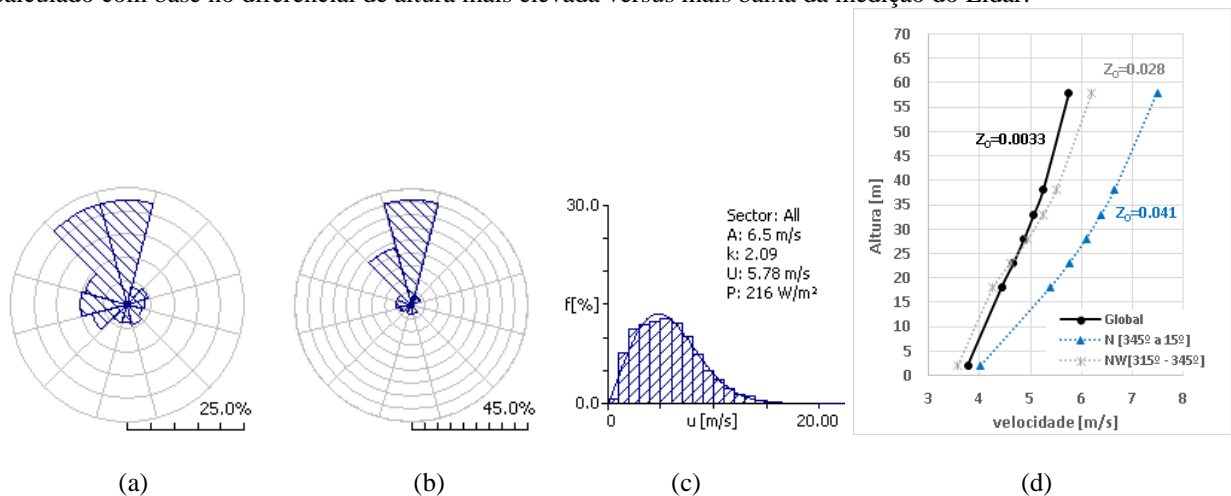 calculado com base no diferencial de altura mais elevada versus mais baixa da medição do Lidar.
25.0%
45.0%
30.0
f[%]
0.0
0
u [m/s]
20.00
Sector: All
A: 6.5 m/s
k: 2.09
U: 5.78 m/s
P: 216 W/m²
70
65
60
55
50
45
40
35
30
25
20
15
10
5
0
Altura [m]
Z₀=0.028
Z₀=0.0033
Z₀=0.041
Global
N [345º a 15º]
NW[315º - 345º]
3 4 5 6 7 8
velocidade [m/s]
(a) (b) (c) (d)